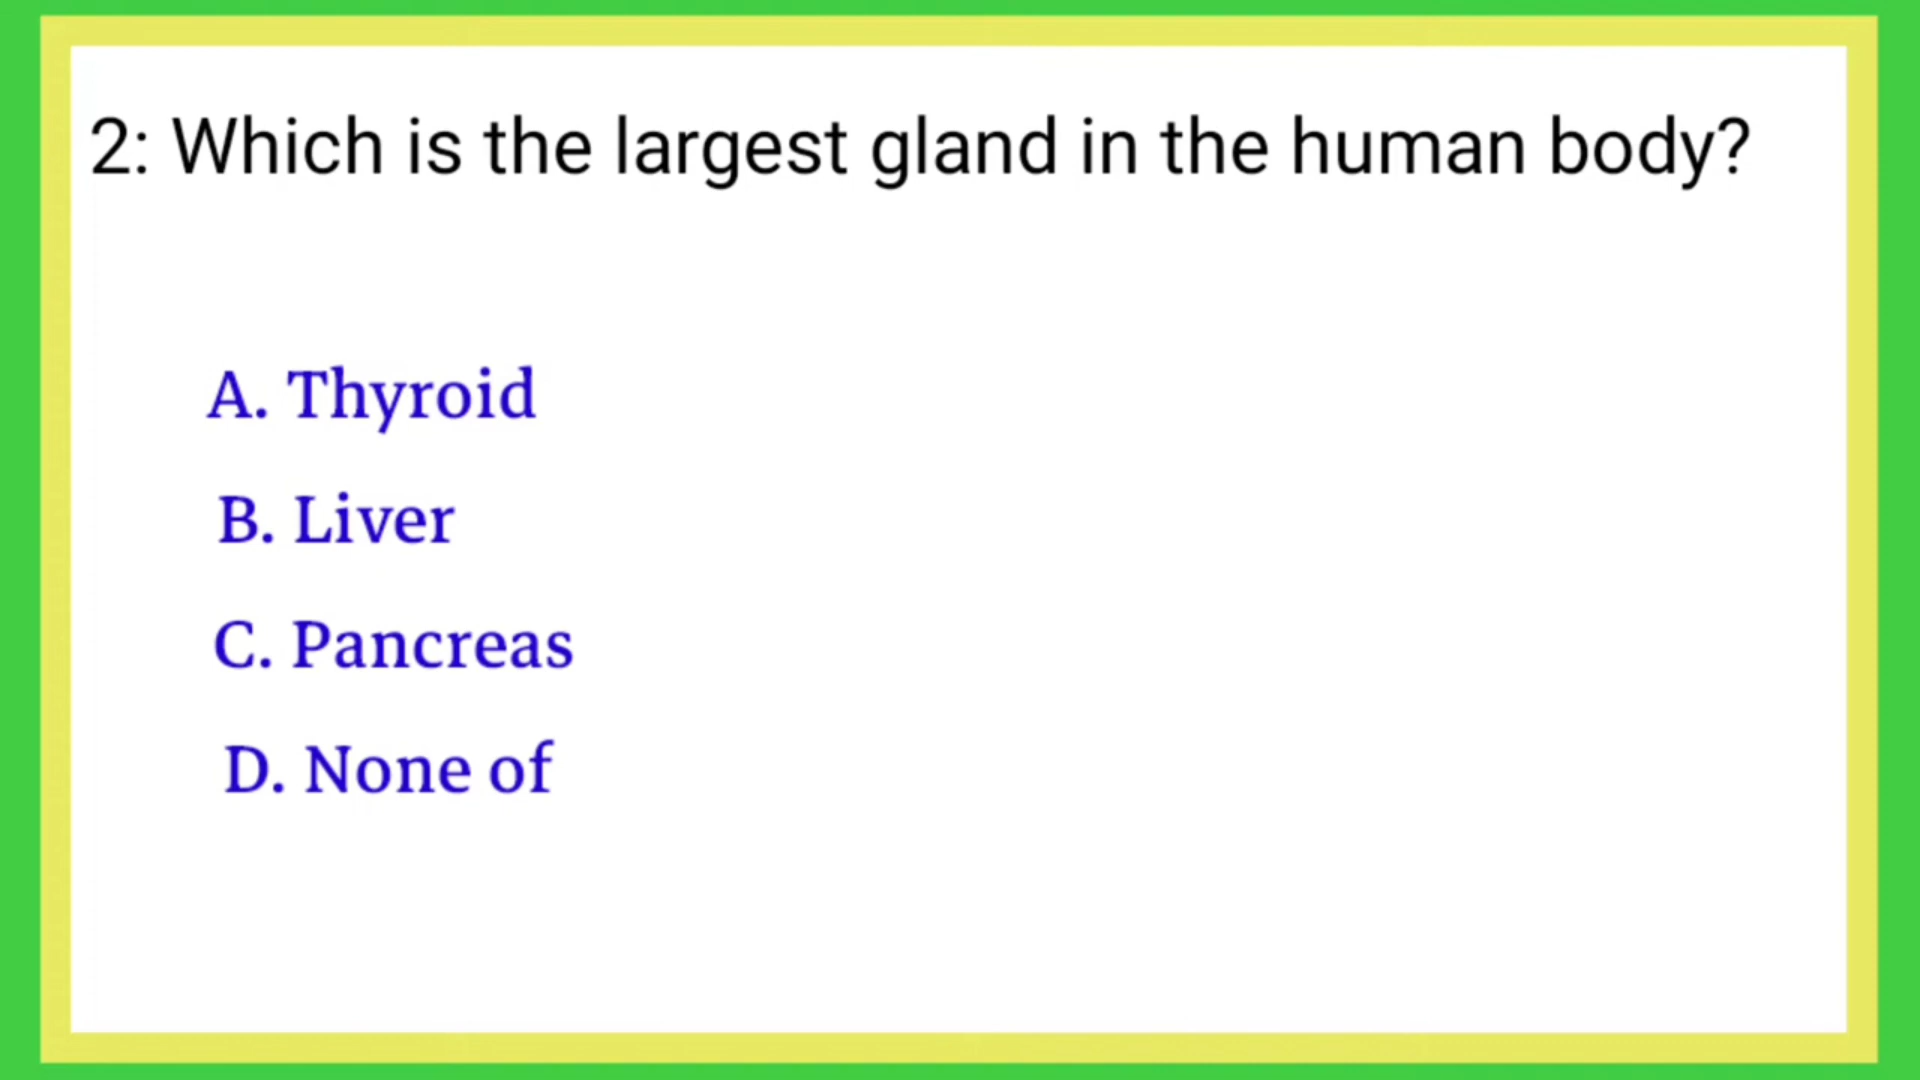 2: Which is the largest gland in the human body?
A. Thyroid
B. Liver
C. Pancreas
D. None of